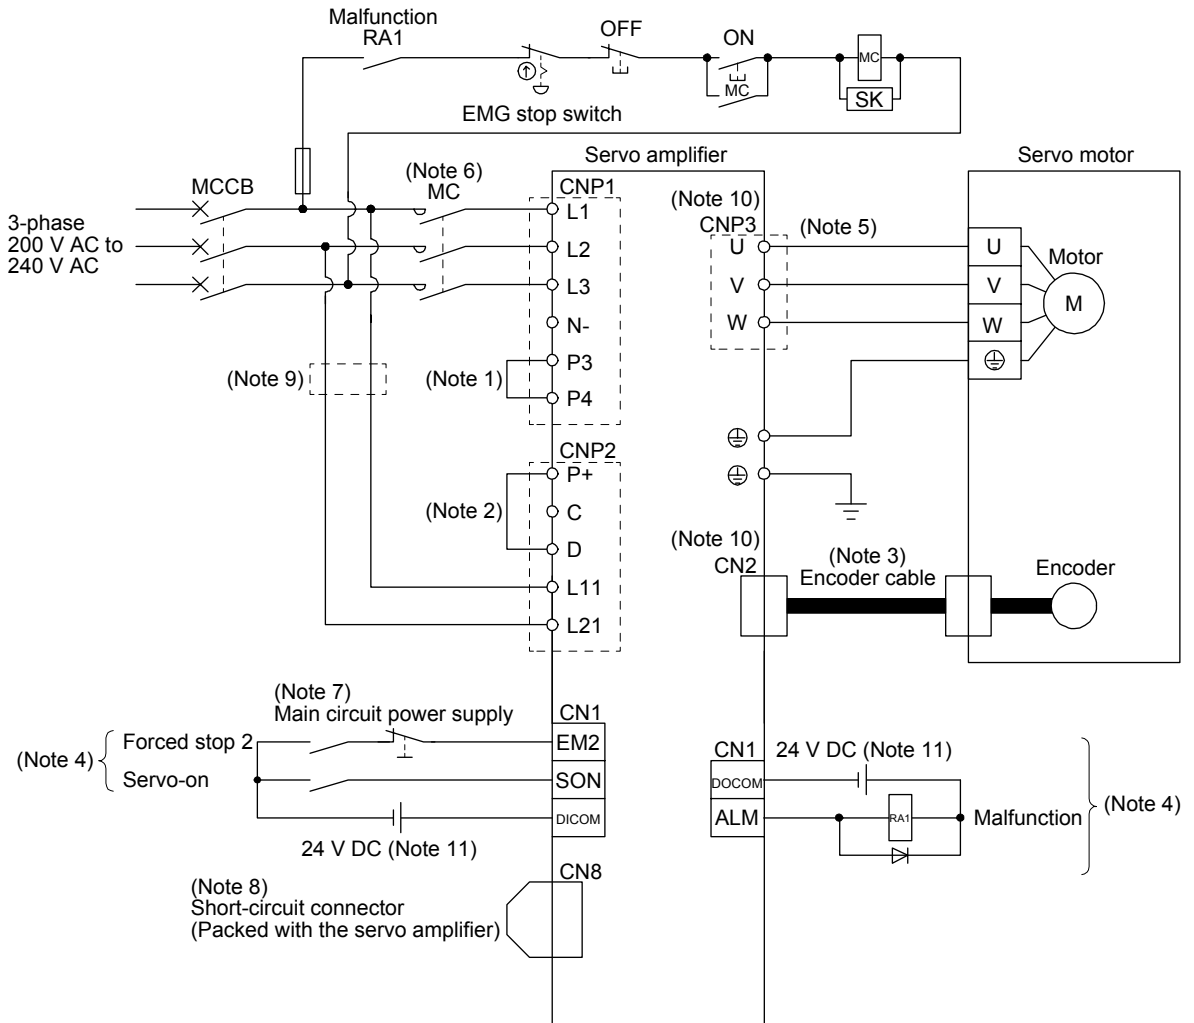 Malfunction
RA1
OFF
ON
MC
MC
SK
EMG stop switch
Servo amplifier
Servo motor
MCCB
(Note 6)
MC
CNP1
(Note 10)
CNP3
3-phase
200 V AC to
240 V AC
L1
L2
L3
N-
P3
P4
(Note 1)
(Note 9)
U
V
W
(Note 5)
U
V
W
Motor
M
CNP2
P+
C
D
L11
L21
(Note 2)
(Note 10)
CN2
(Note 3)
Encoder cable
Encoder
(Note 7)
Main circuit power supply
CN1
(Note 4)
Forced stop 2
Servo-on
EM2
SON
DICOM
24 V DC (Note 11)
CN1
24 V DC (Note 11)
DOCOM
ALM
RA1
Malfunction
(Note 4)
CN8
(Note 8)
Short-circuit connector
(Packed with the servo amplifier)